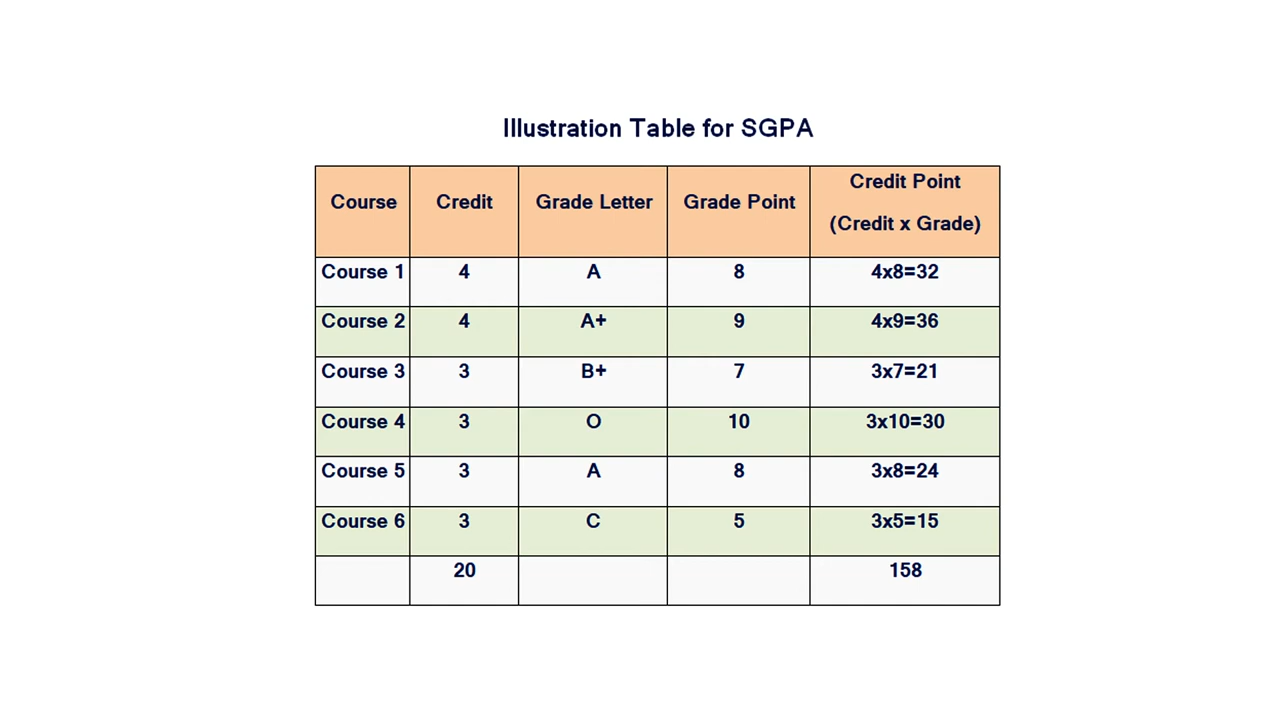 Illustration Table for SGPA
Course Credit Grade Letter Grade Point Credit Point
(Credit x Grade)
Course 1 4 A 8 4x8=32
Course 2 4 A+ 9 4x9=36
Course 3 3 B+ 7 3x7=21
Course 4 3 O 10 3x10=30
Course 5 3 A 8 3x8=24
Course 6 3 C 5 3x5=15
20 158